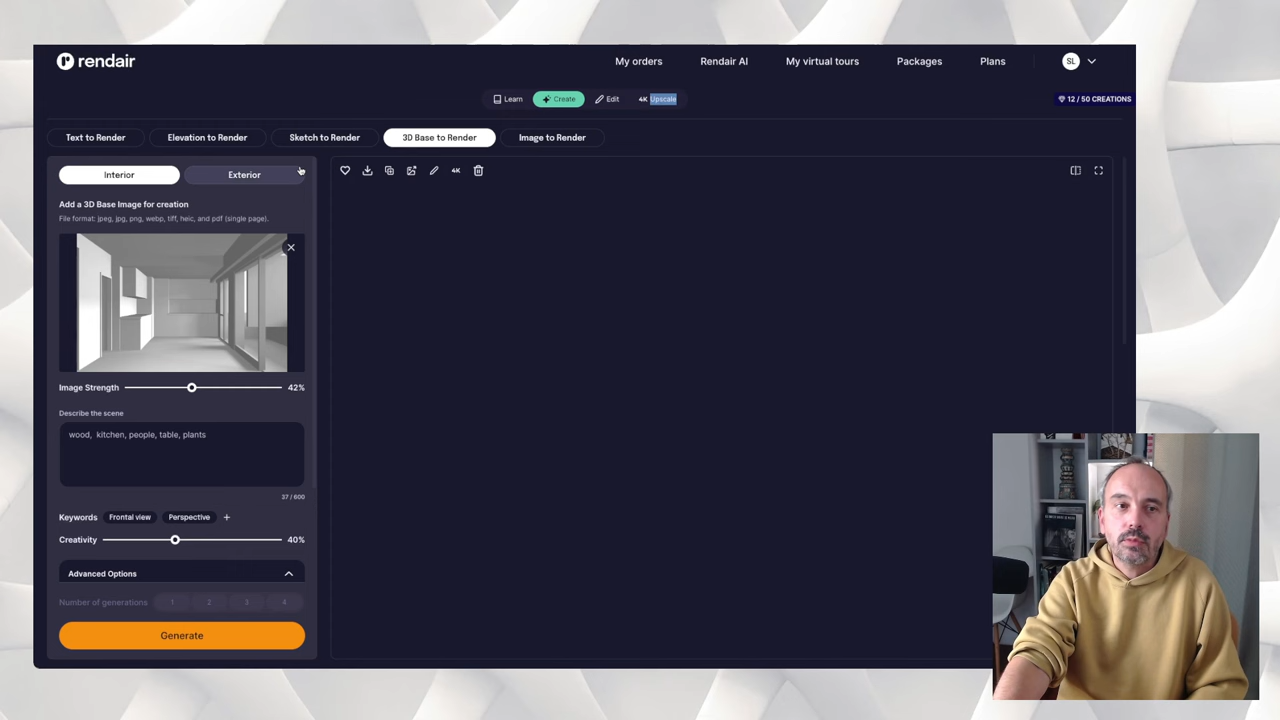 rendair
My orders
Rendair AI
My virtual tours
Packages
Plans
SL
Learn
Create
Edit
4K Upscale
12 / 50 CREATIONS
Text to Render
Elevation to Render
Sketch to Render
3D Base to Render
Image to Render
Interior
Exterior
4K
Add a 3D Base Image for creation
File format: jpeg, jpg, png, webp, tiff, heic, and pdf (single page).
Image Strength
42%
Describe the scene
wood, kitchen, people, table, plants
37 / 600
Keywords
Frontal view
Perspective
Creativity
40%
Advanced Options
Number of generations
1
2
3
4
Generate